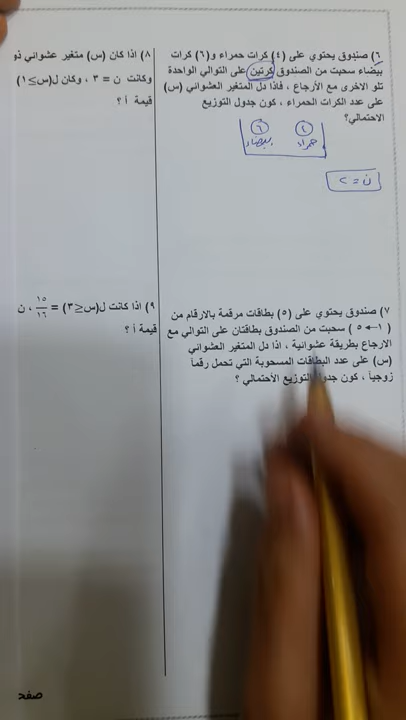 ٦) صندوق يحتوي على (٤) كرات حمراء و(٦) كرات
بيضاء سحبت من الصندوق كرتين على التوالي الواحدة
تلو الاخرى مع الأرجاع ، فاذا دل المتغير العشوائي (س)
على عدد الكرات الحمراء ، كون جدول التوزيع
الاحتمالي؟
٦
بيضاء
حمراء
ن = ٢
٧) صندوق يحتوي على (٥) بطاقات مرقمة بالارقام من
( ١ ← ٥ ) سحبت من الصندوق بطاقتان على التوالي مع
الارجاع بطريقة عشوائية ، اذا دل المتغير العشوائي
(س) على عدد البطاقات المسحوبة التي تحمل رقماً
زوجياً ، كون جدول التوزيع الأحتمالي ؟
٨) اذا كان (س) متغير عشوائي ذو
وكانت ن = ٣ ، وكان ل(س≥١)
قيمة أ ؟
٩) اذا كانت ل(س≤٣) = ١٥/١٦ ، ن
قيمة أ ؟
صفحـ